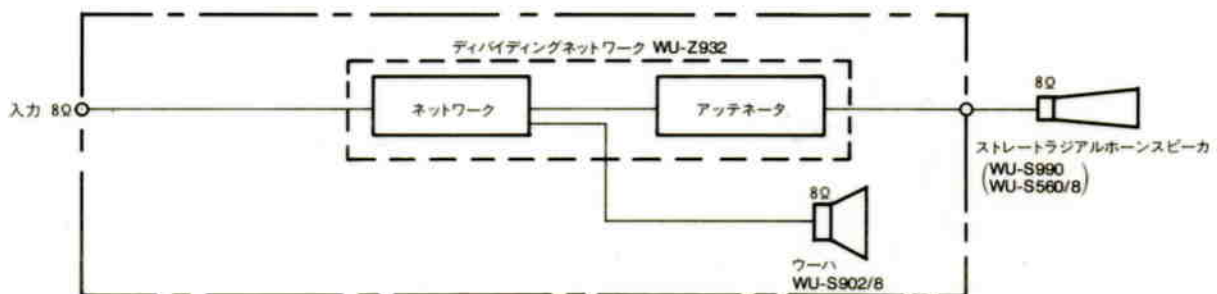 ディバイディングネットワーク WU-Z932
入力 8Ω
ネットワーク
アッテネータ
8Ω
ストレートラジアルホーンスピーカ
(WU-S990
WU-S560/8)
8Ω
ウーハ
WU-S902/8